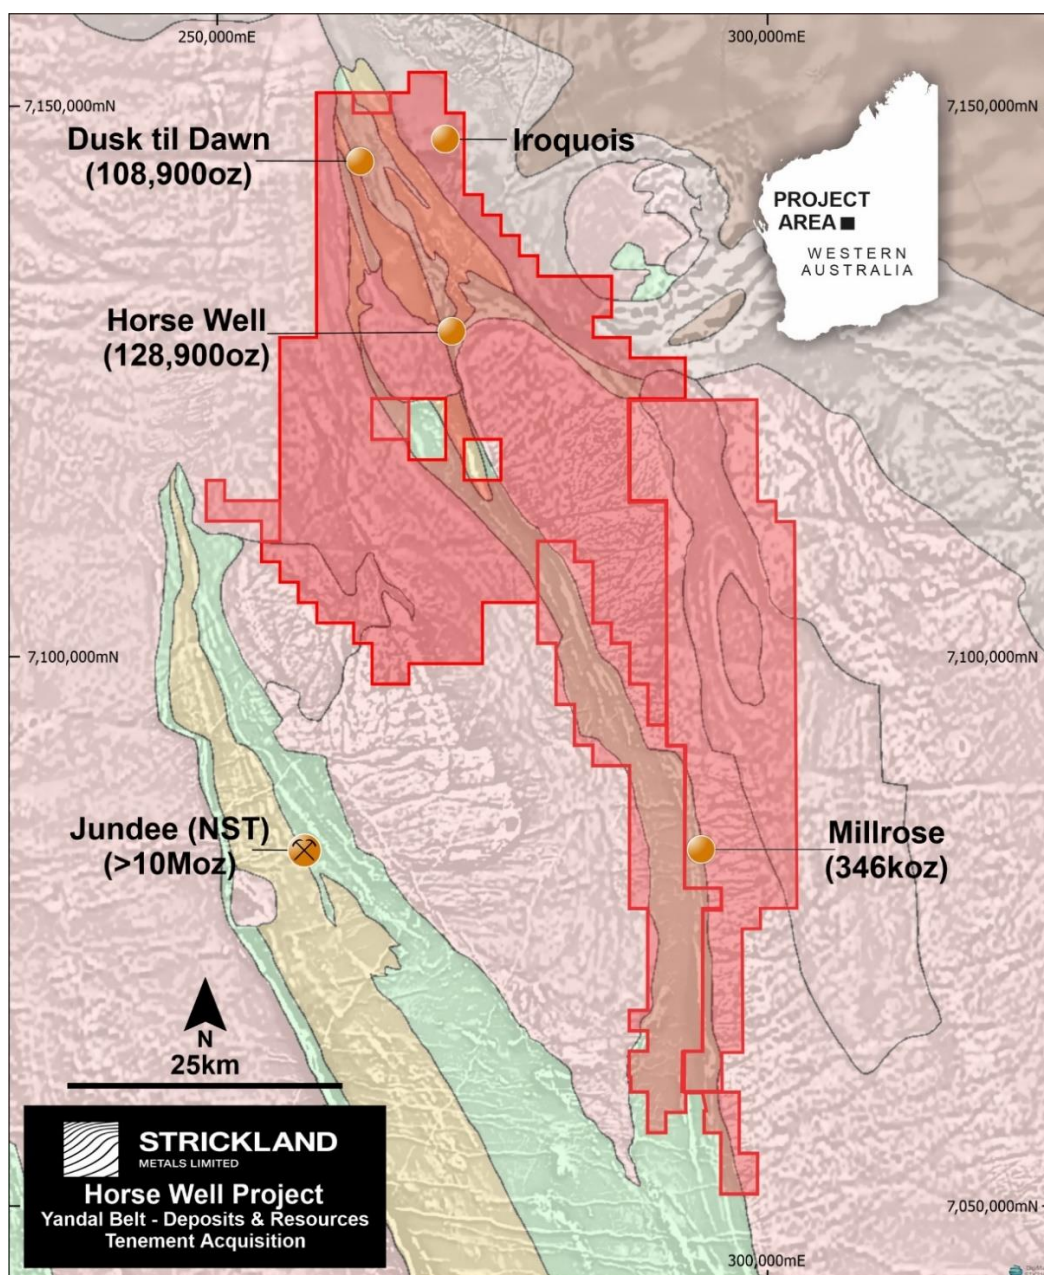 250,000mE
300,000mE
7,150,000mN
7,150,000mN
Dusk til Dawn
(108,900oz)
Iroquois
PROJECT
AREA
WESTERN
AUSTRALIA
Horse Well
(128,900oz)
7,100,000mN
7,100,000mN
Jundee (NST)
(>10Moz)
Millrose
(346koz)
N
25km
STRICKLAND
METALS LIMITED
Horse Well Project
Yandal Belt - Deposits & Resources
Tenement Acquisition
7,050,000mN
300,000mE